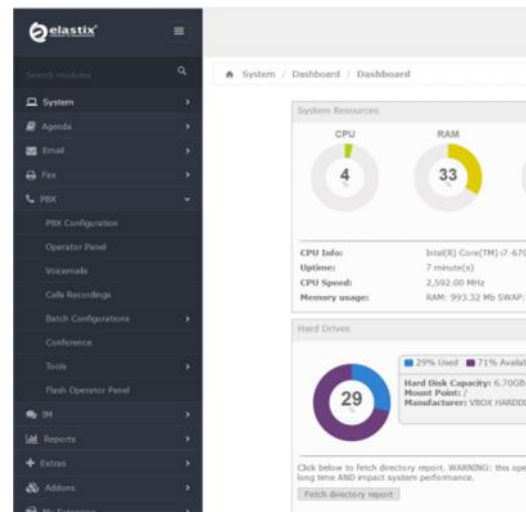 elastix
Search modules
System / Dashboard / Dashboard
System
Agenda
Email
Fax
PBX
PBX Configuration
Operator Panel
Voicemails
Calls Recordings
Batch Configurations
Conference
Tools
Flash Operator Panel
IM
Reports
Extras
Addons
My Extension
System Resources
CPU
RAM
4
%
33
%
CPU Info: Intel(R) Core(TM) i7-670
Uptime: 7 minute(s)
CPU Speed: 2,592.00 MHz
Memory usage: RAM: 993.32 Mb SWAP:
Hard Drives
29% Used 71% Availab
29
%
Hard Disk Capacity: 6.70GB
Mount Point: /
Manufacturer: VBOX HARDD
Click below to fetch directory report. WARNING: this ope
long time AND impact system performance.
Fetch directory report